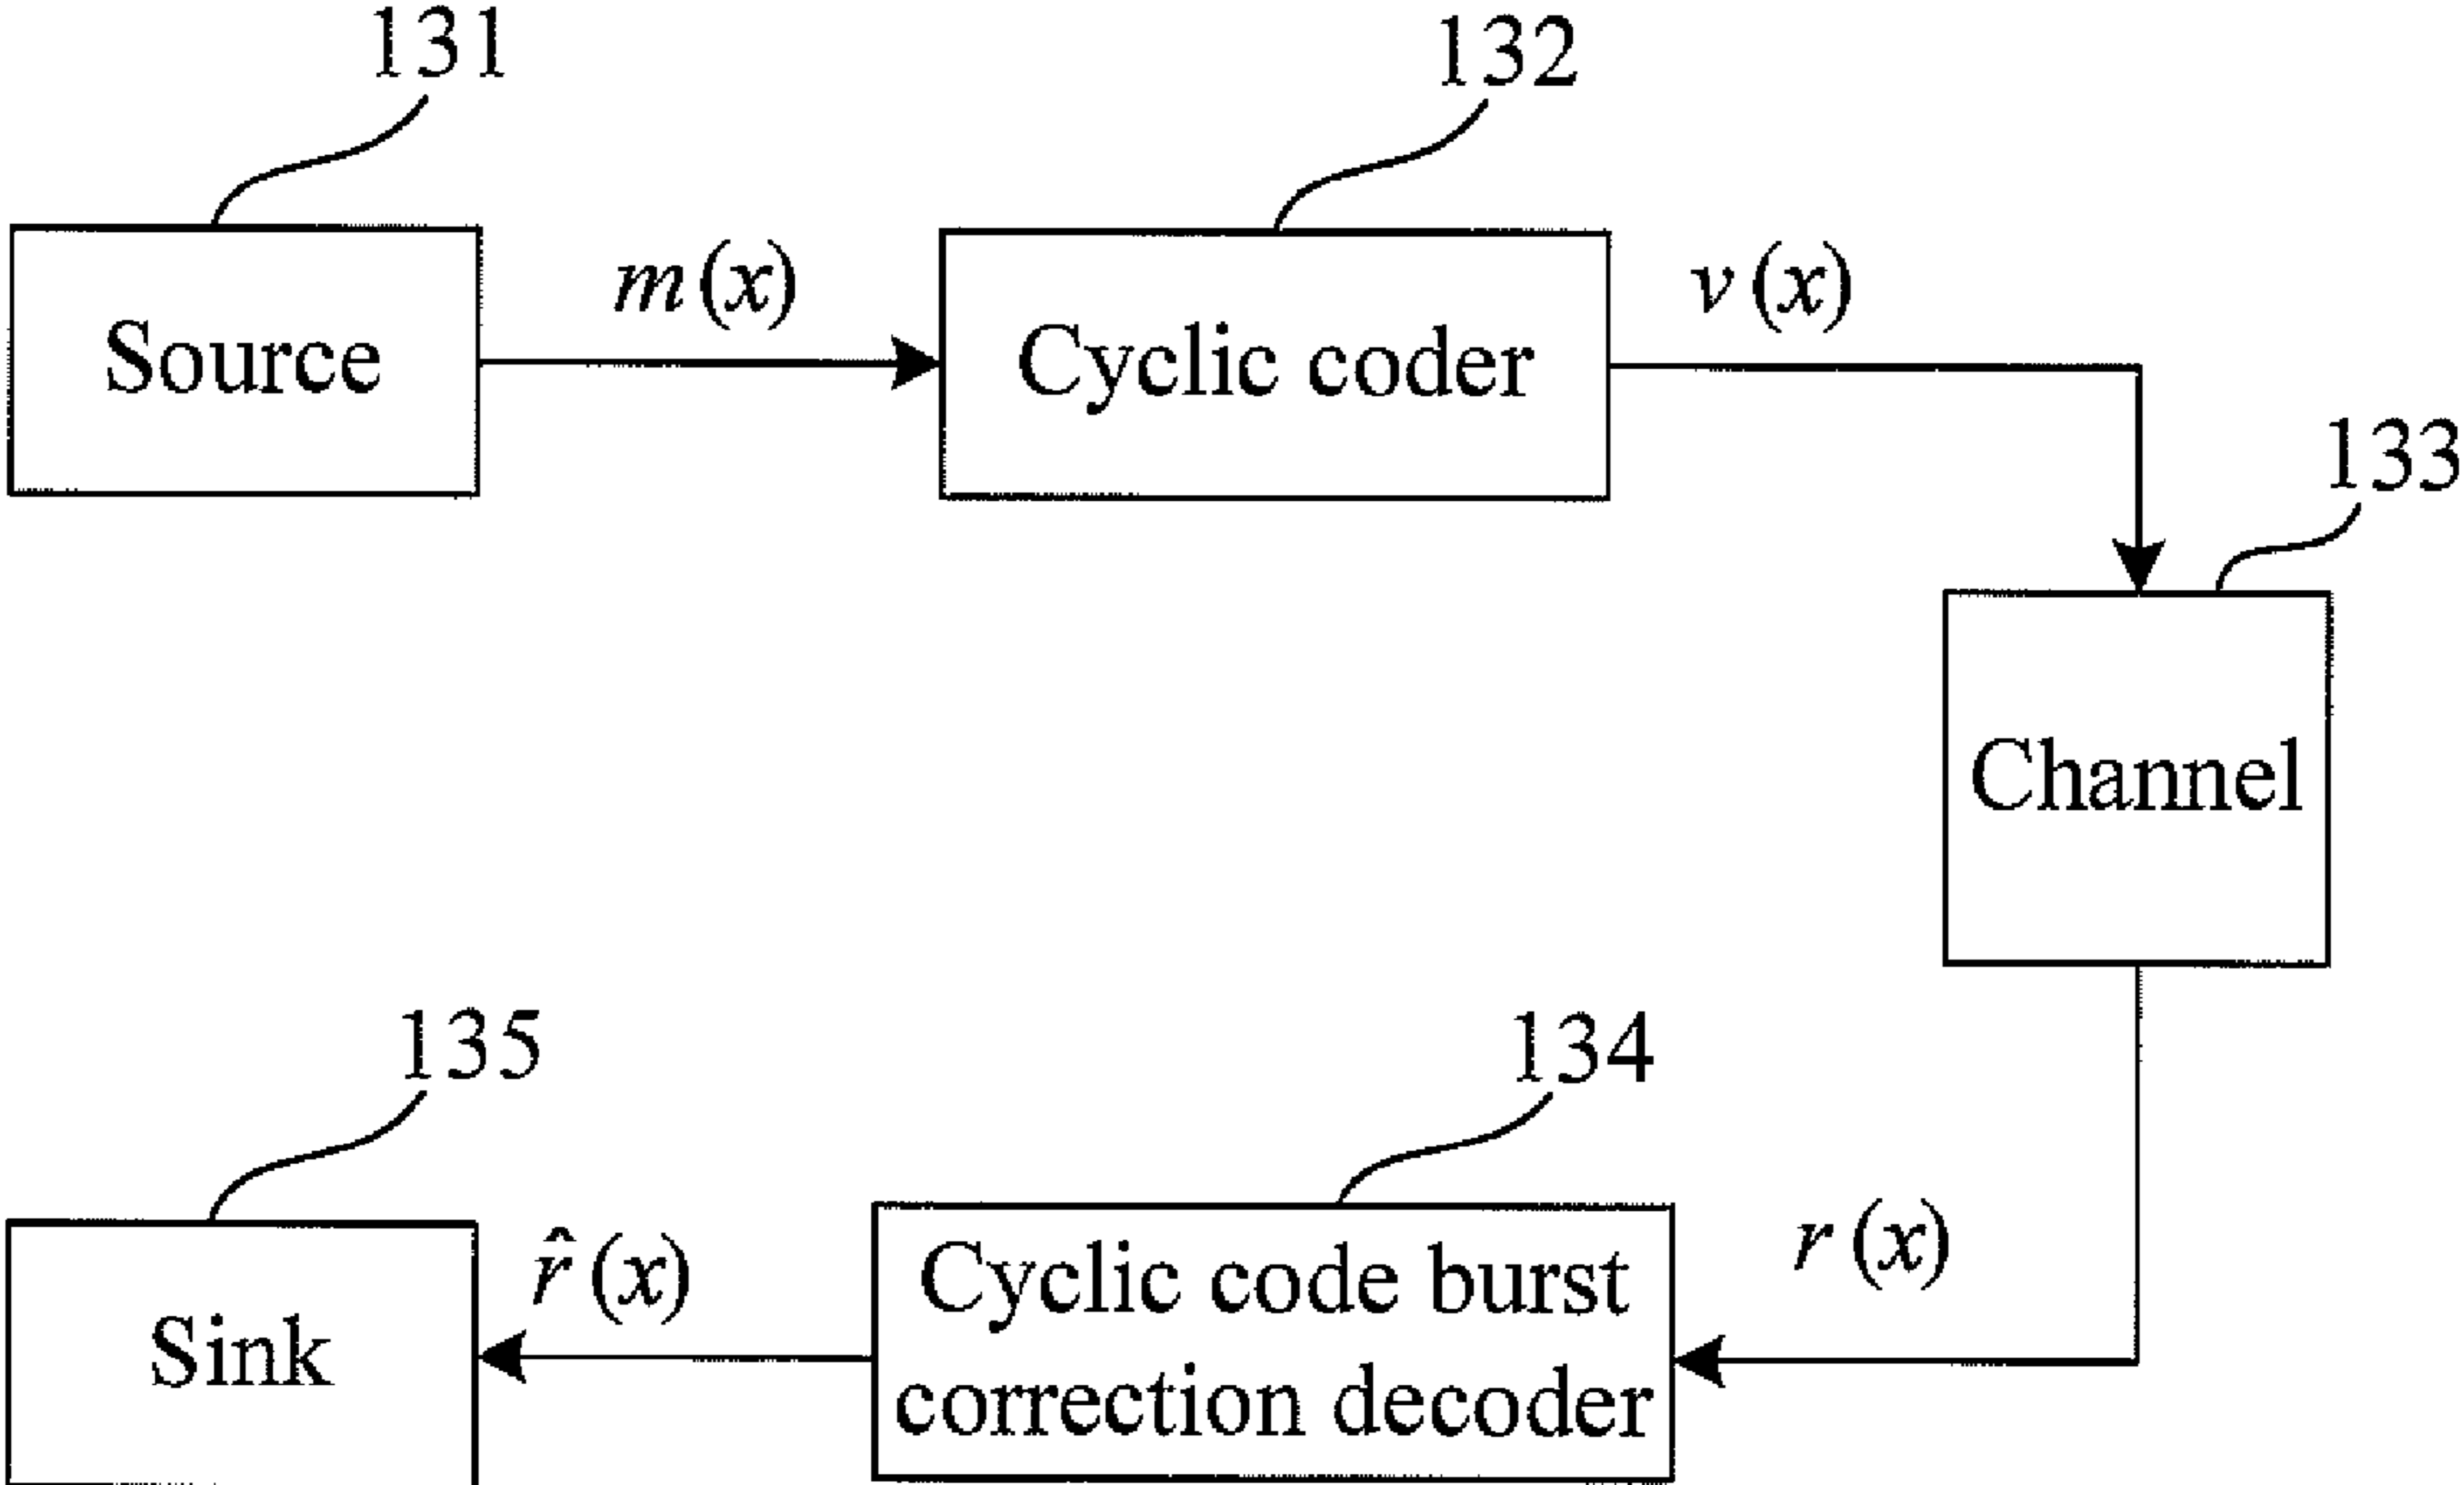 131
132
m(x)
v(x)
Source
Cyclic coder
133
Channel
135
134
r̂(x)
r(x)
Cyclic code burst
correction decoder
Sink